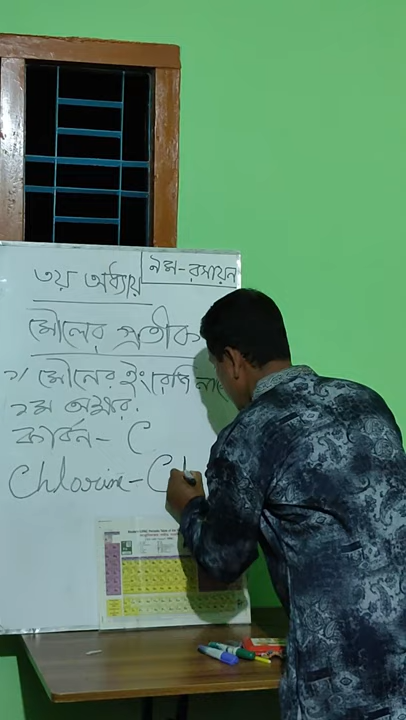 ৩য় অধ্যায়
৯ম-রসায়ন
মৌলের প্রতীক
১/ মৌলের ইংরেজি
১ম অক্ষর.
কার্বন- C
Chlorine- Cl